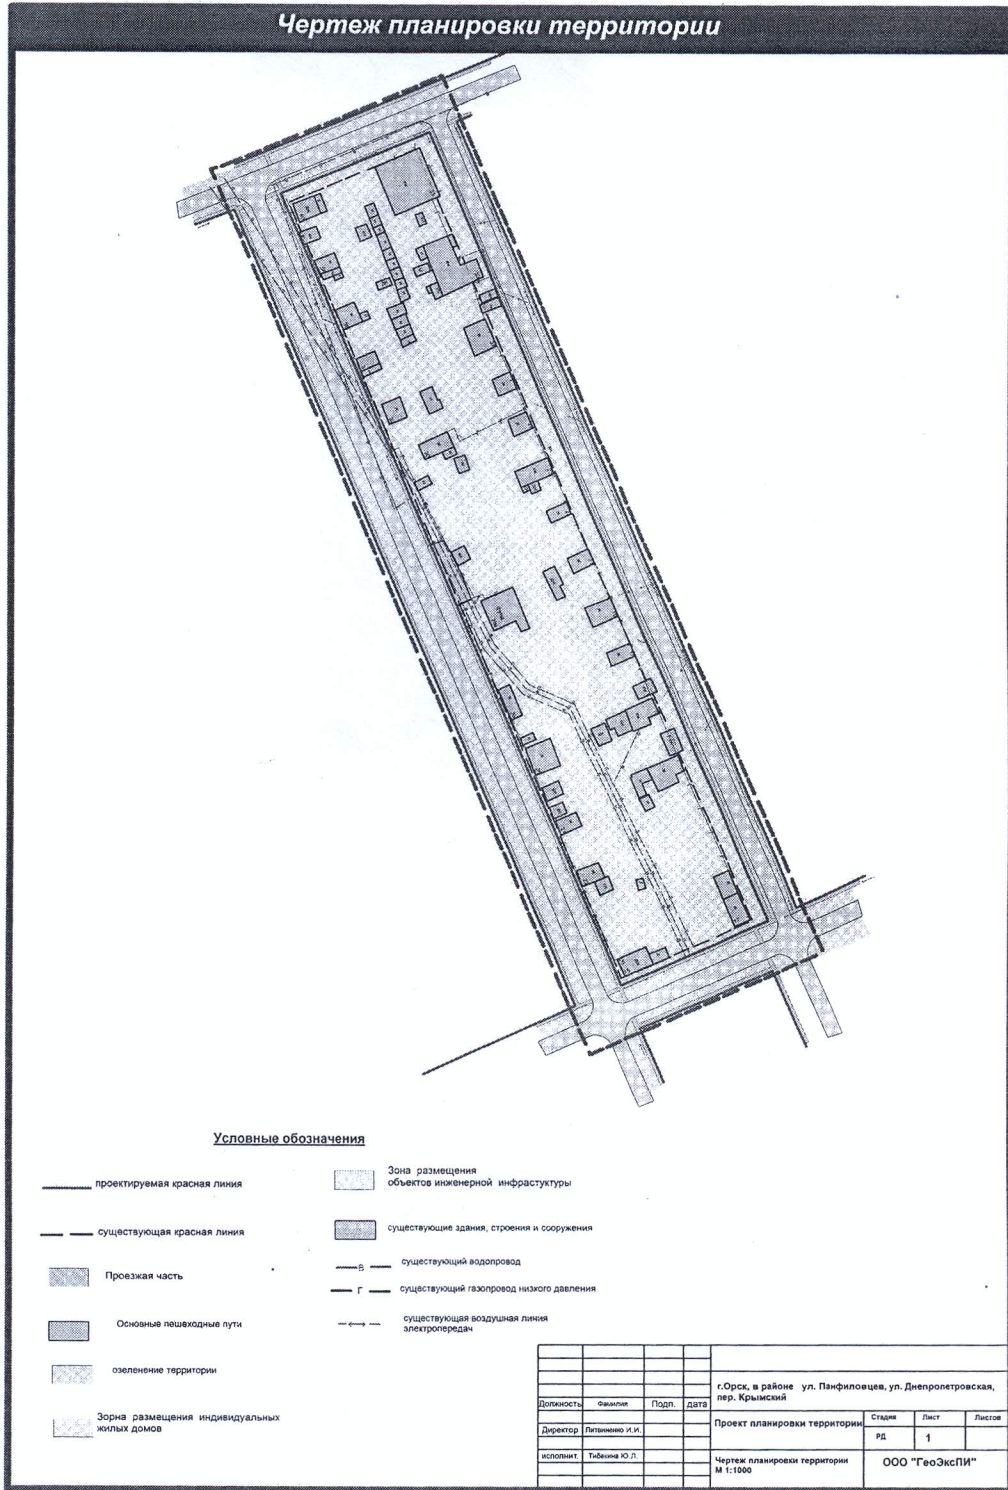 Чертеж планировки территории
Условные обозначения
проектируемая красная линия
существующая красная линия
Проезжая часть
Основные пешеходные пути
озеленение территории
Зорна размещения индивидуальных
жилых домов
Зона размещения
объектов инженерной инфрастуктуры
существующие здания, строения и сооружения
В
существующий водопровод
Г
существующий газопровод низкого давления
существующая воздушная линия
электропередач
г.Орск, в районе ул. Панфиловцев, ул. Днепропетровская,
пер. Крымский
Должность Фамилия Подп. дата
Директор Литвиненко И.И.
исполнит. Тибекина Ю.Л.
Проект планировки территории
Стадия Лист Листов
РД 1
Чертеж планировки территории
М 1:1000
ООО "ГеоЭксПИ"